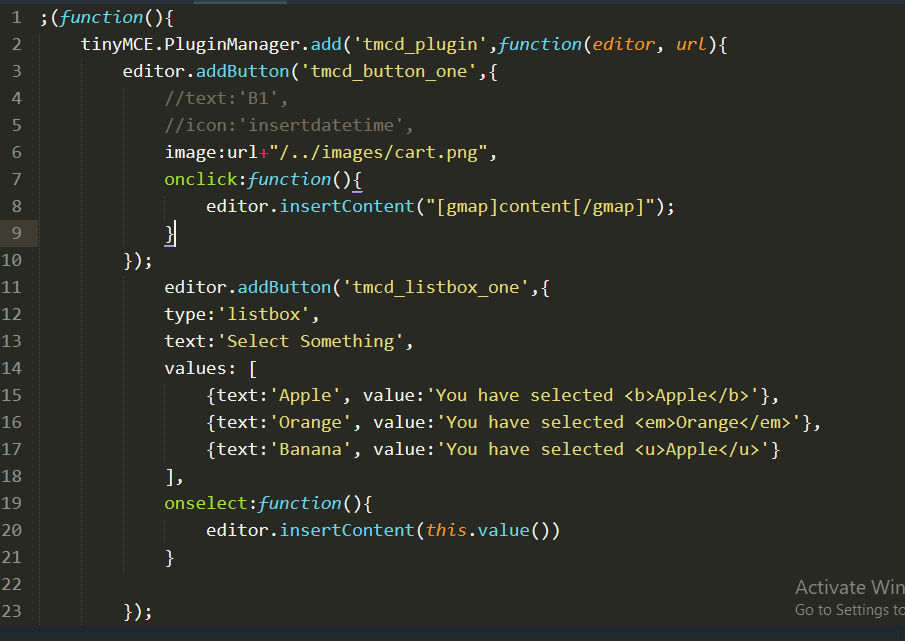 1 ;(function(){
2 tinyMCE.PluginManager.add('tmcd_plugin',function(editor, url){
3 editor.addButton('tmcd_button_one',{
4 //text:'B1',
5 //icon:'insertdatetime',
6 image:url+"/../images/cart.png",
7 onclick:function(){
8 editor.insertContent("[gmap]content[/gmap]");
9 }
10 });
11 editor.addButton('tmcd_listbox_one',{
12 type:'listbox',
13 text:'Select Something',
14 values: [
15 {text:'Apple', value:'You have selected <b>Apple</b>'},
16 {text:'Orange', value:'You have selected <em>Orange</em>'},
17 {text:'Banana', value:'You have selected <u>Apple</u>'}
18 ],
19 onselect:function(){
20 editor.insertContent(this.value())
21 }
22
23 });
Activate Win
Go to Settings to